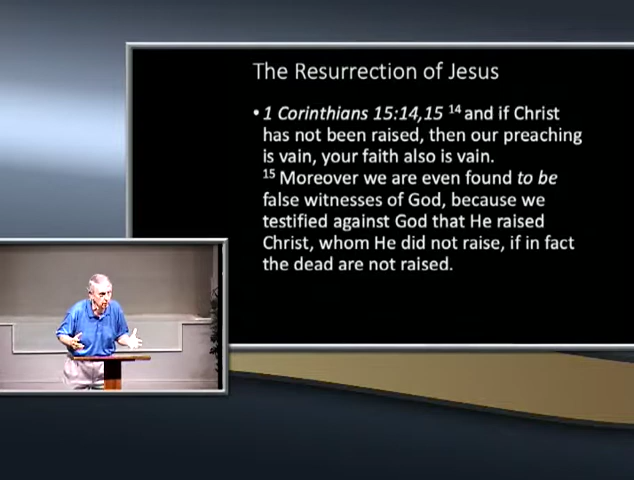 The Resurrection of Jesus
• 1 Corinthians 15:14,15 ¹⁴ and if Christ
has not been raised, then our preaching
is vain, your faith also is vain.
¹⁵ Moreover we are even found to be
false witnesses of God, because we
testified against God that He raised
Christ, whom He did not raise, if in fact
the dead are not raised.